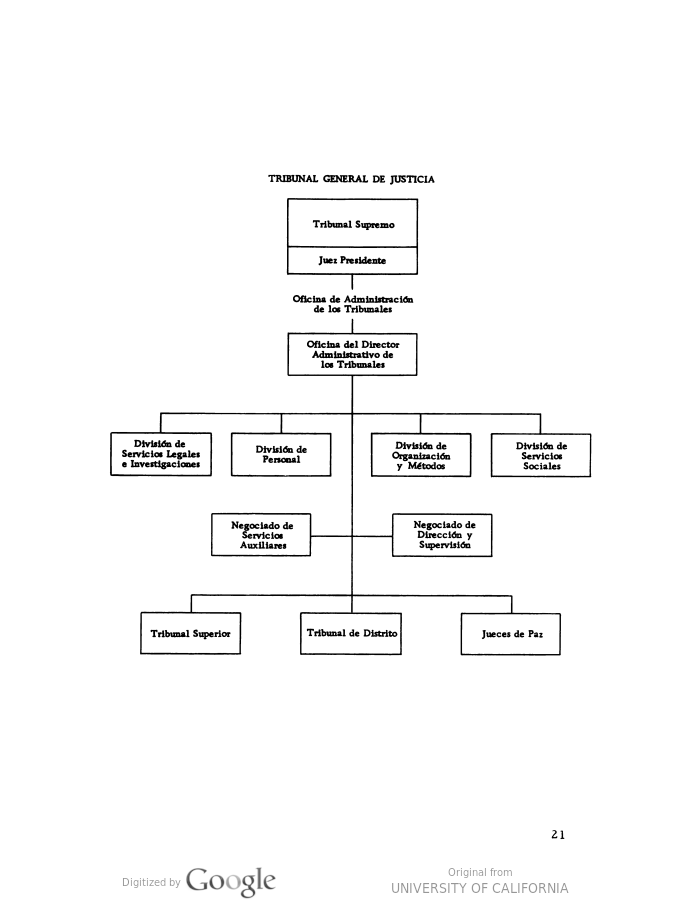 TRIBUNAL GENERAL DE JUSTICIA
Tribunal Supremo
Juez Presidente
Oficina de Administración
de los Tribunales
Oficina del Director
Administrativo de
los Tribunales
División de
Servicios Legales
e Investigaciones
División de
Personal
División de
Organización
y Métodos
División de
Servicios
Sociales
Negociado de
Servicios
Auxiliares
Negociado de
Dirección y
Supervisión
Tribunal Superior
Tribunal de Distrito
Jueces de Paz
21
Digitized by Google
Original from
UNIVERSITY OF CALIFORNIA